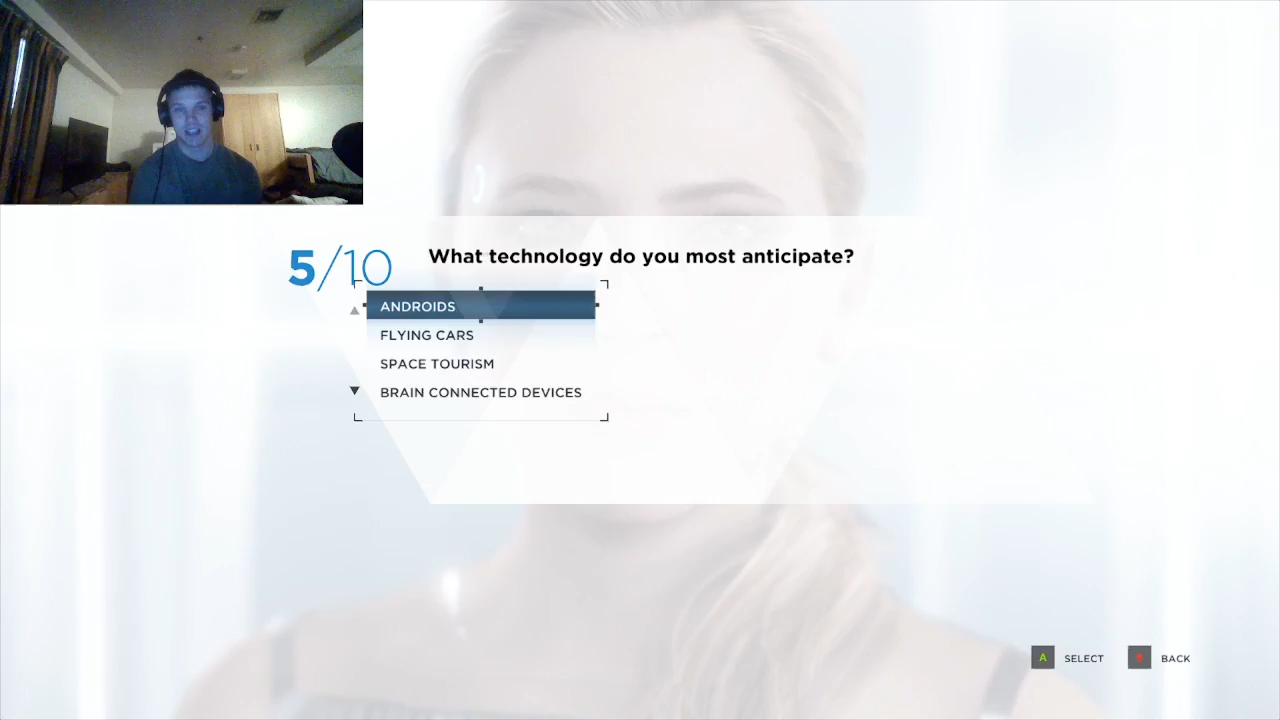 5/10
What technology do you most anticipate?
ANDROIDS
FLYING CARS
SPACE TOURISM
BRAIN CONNECTED DEVICES
A SELECT B BACK